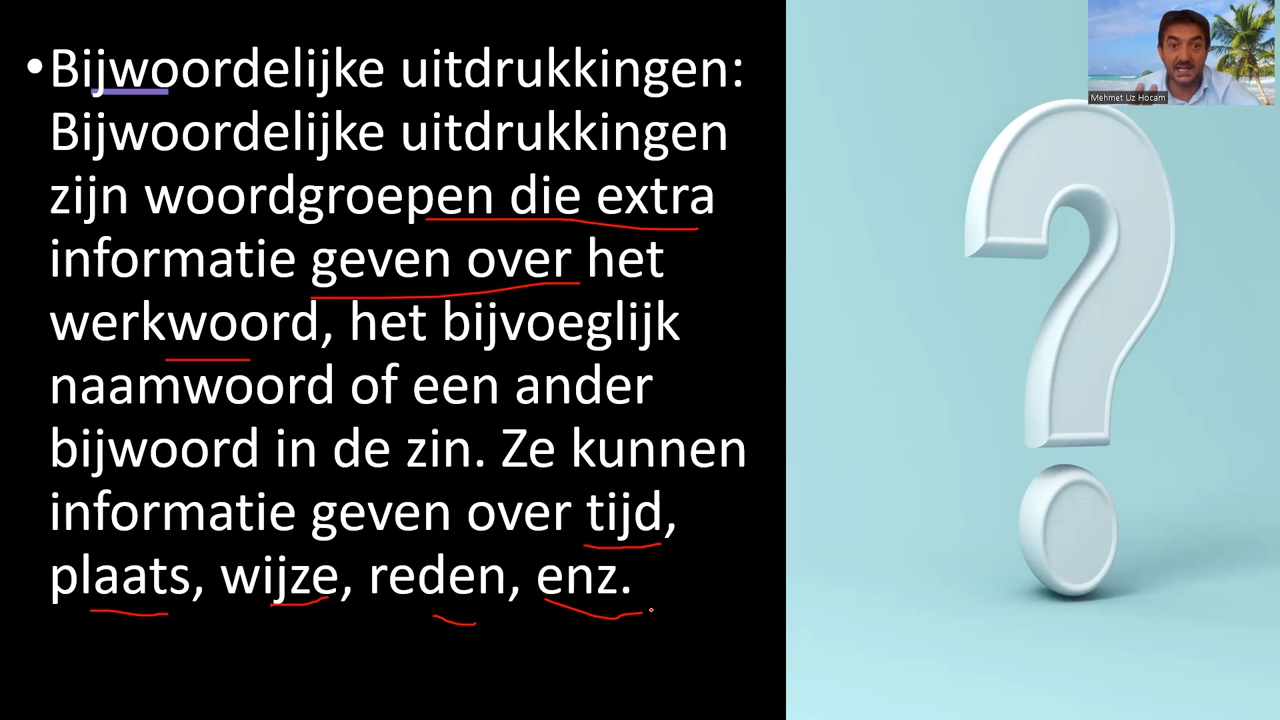 • Bijwoordelijke uitdrukkingen:
Bijwoordelijke uitdrukkingen
zijn woordgroepen die extra
informatie geven over het
werkwoord, het bijvoeglijk
naamwoord of een ander
bijwoord in de zin. Ze kunnen
informatie geven over tijd,
plaats, wijze, reden, enz.
Mehmet Uz Hocam
?